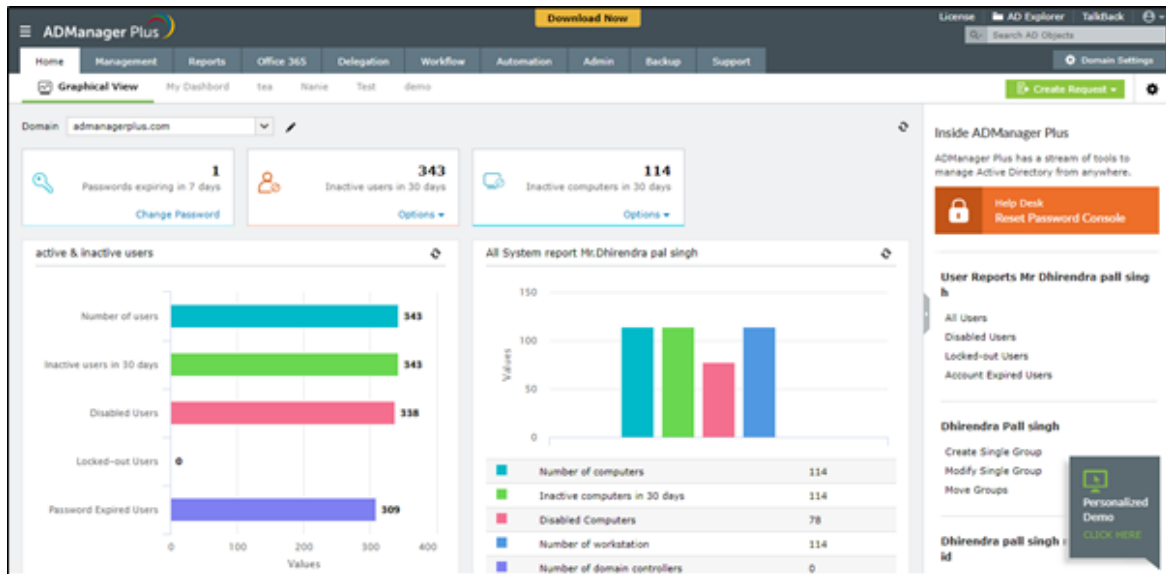 Download Now
License AD Explorer TalkBack
ADManager Plus
Search AD Objects
Home Management Reports Office 365 Delegation Workflow Automation Admin Backup Support
Domain Settings
Graphical View My Dashbord tea Nanie Test demo
Create Request
Domain admanagerplus.com
1
Passwords expiring in 7 days
Change Password
343
Inactive users in 30 days
Options
114
Inactive computers in 30 days
Options
active & inactive users
Number of users 343
Inactive users in 30 days 343
Disabled Users 338
Locked-out Users 0
Password Expired Users 309
0 100 200 300 400
Values
All System report Mr.Dhirendra pal singh
150
100
50
0
Values
Number of computers 114
Inactive computers in 30 days 114
Disabled Computers 78
Number of workstation 114
Number of domain controllers 0
Inside ADManager Plus
ADManager Plus has a stream of tools to
manage Active Directory from anywhere.
Help Desk
Reset Password Console
User Reports Mr Dhirendra pall sing
h
All Users
Disabled Users
Locked-out Users
Account Expired Users
Dhirendra Pall singh
Create Single Group
Modify Single Group
Move Groups
Dhirendra pall singh
id
Personalized
Demo
CLICK HERE